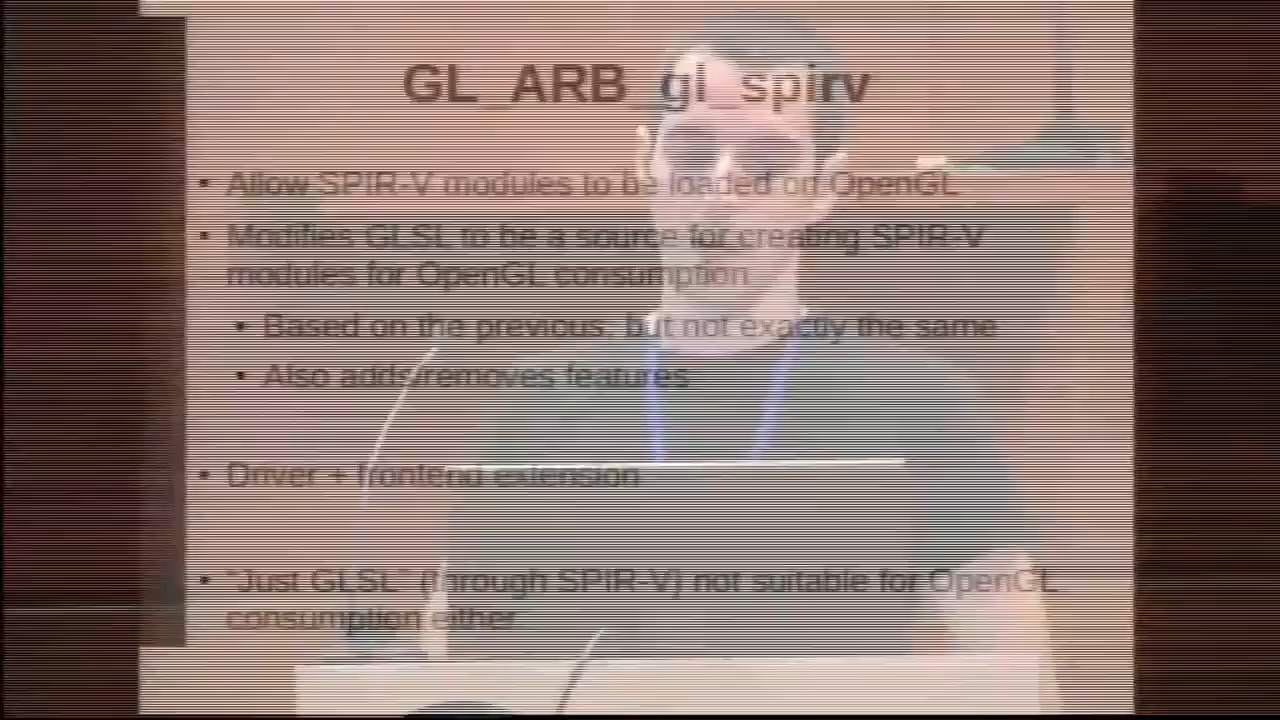 GL_ARB_gl_spirv
• Allow SPIR-V modules to be loaded on OpenGL
• Modifies GLSL to be a source for creating SPIR-V
modules for OpenGL consumption
• Based on the previous, but not exactly the same
• Also adds/removes features
• Driver + frontend extension
• "Just GLSL" (through SPIR-V) not suitable for OpenGL
consumption either